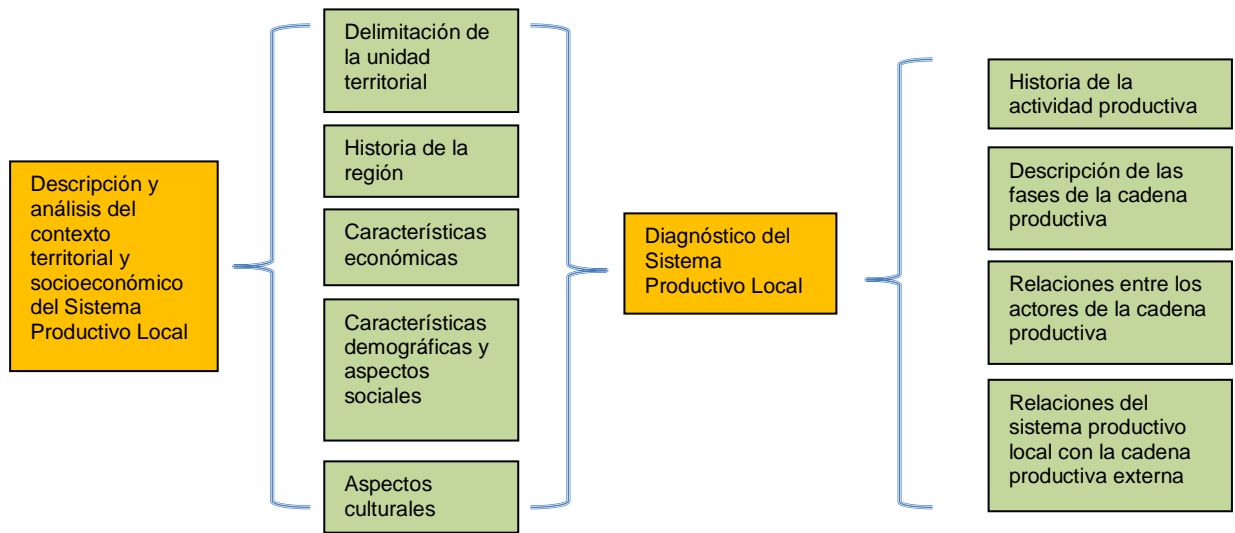 Descripción y
análisis del
contexto
territorial y
socioeconómico
del Sistema
Productivo Local
Delimitación de
la unidad
territorial
Historia de la
región
Características
económicas
Características
demográficas y
aspectos
sociales
Aspectos
culturales
Diagnóstico del
Sistema
Productivo Local
Historia de la
actividad productiva
Descripción de las
fases de la cadena
productiva
Relaciones entre los
actores de la cadena
productiva
Relaciones del
sistema productivo
local con la cadena
productiva externa